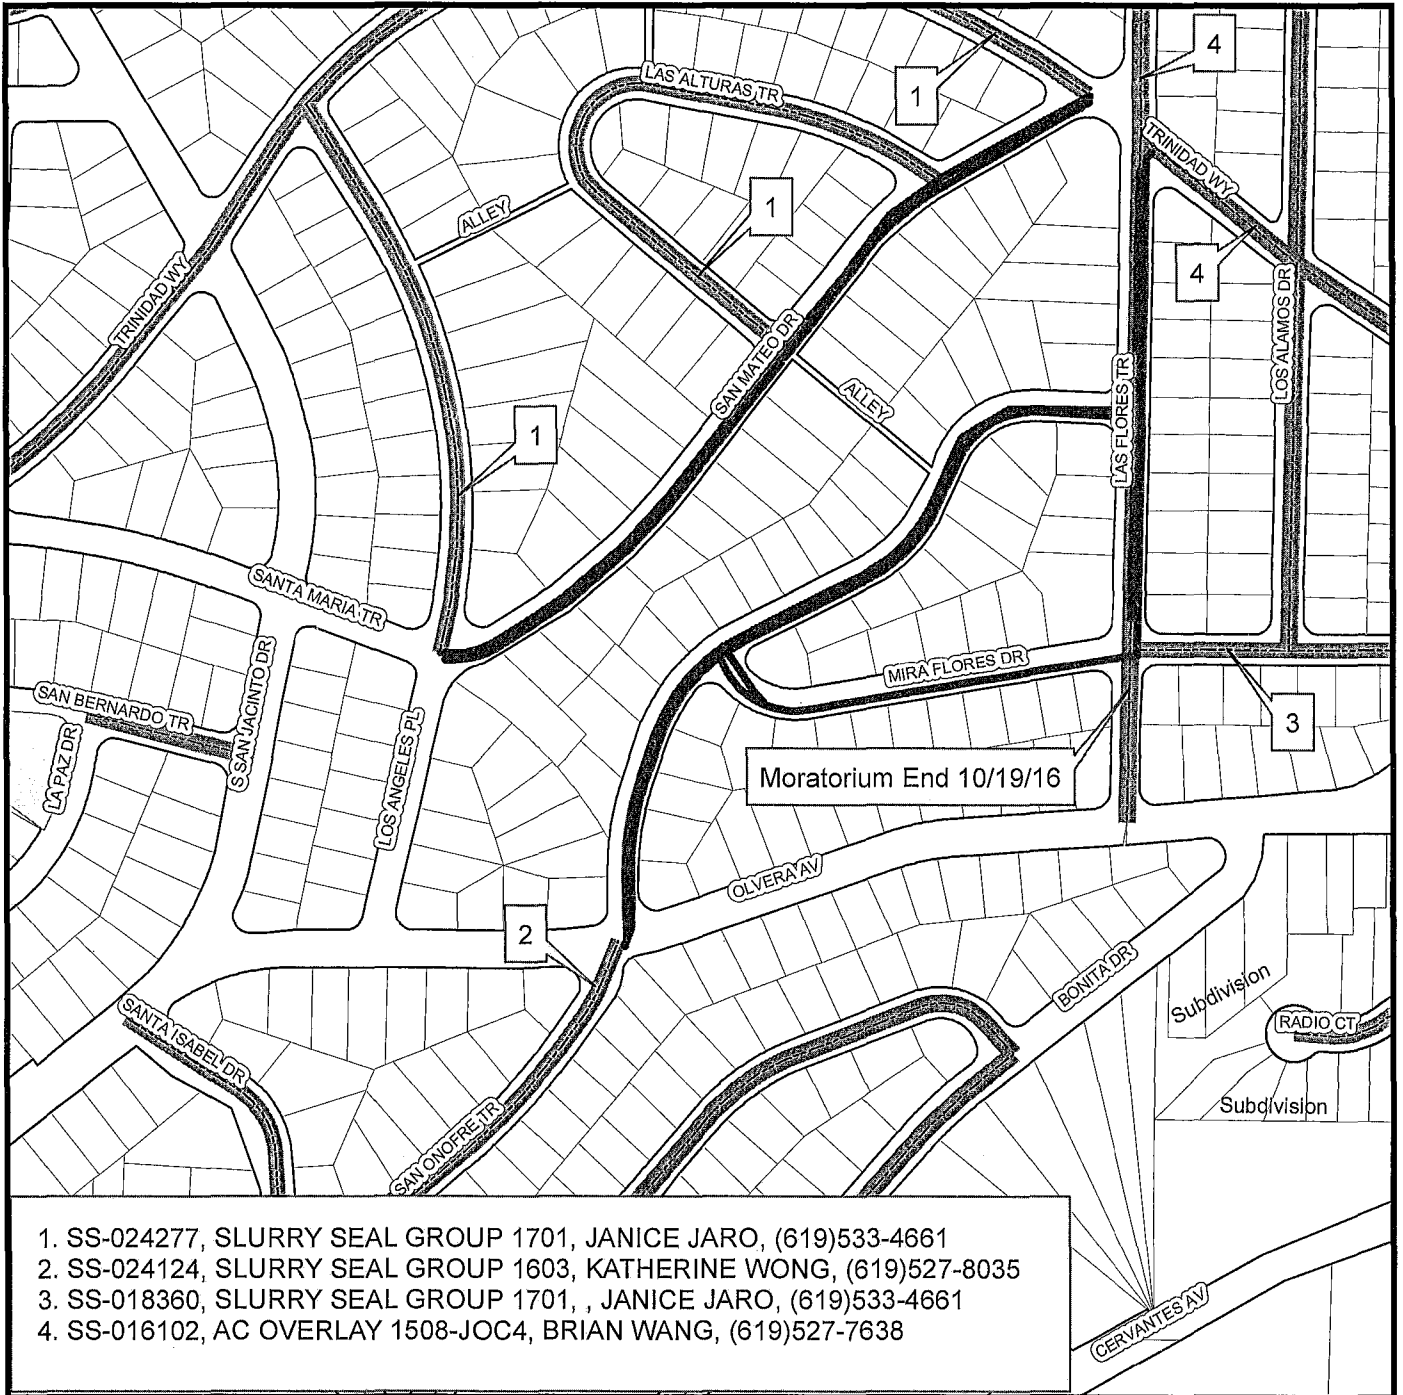 LAS ALTURAS TR
1
4
TRINIDAD WY
ALLEY
1
4
TRINIDAD WY
LOS ALAMOS DR
SAN MATEO DR
ALLEY
LAS FLORES TR
1
SANTA MARIA TR
MIRA FLORES DR
SAN BERNARDO TR
S SAN JACINTO DR
LA PAZ DR
LOS ANGELES PL
3
Moratorium End 10/19/16
OLVERA AV
2
BONITA DR
Subdivision
SANTA ISABEL DR
RADIO CT
Subdivision
SAN ONOFRE TR
1. SS-024277, SLURRY SEAL GROUP 1701, JANICE JARO, (619)533-4661
2. SS-024124, SLURRY SEAL GROUP 1603, KATHERINE WONG, (619)527-8035
3. SS-018360, SLURRY SEAL GROUP 1701, , JANICE JARO, (619)533-4661
4. SS-016102, AC OVERLAY 1508-JOC4, BRIAN WANG, (619)527-7638
CERVANTES AV